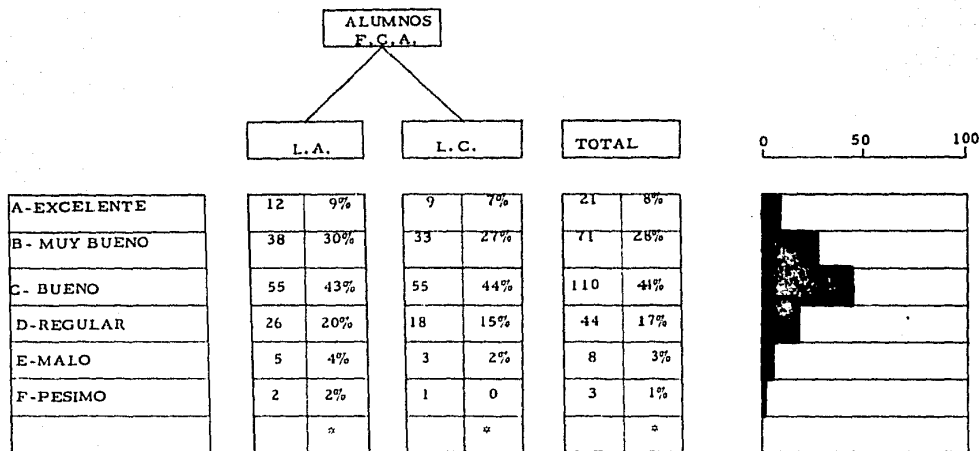 ALUMNOS
F.C.A.
L.A. L.C. TOTAL 0 50 100
A-EXCELENTE 12 9% 9 7% 21 8%
B- MUY BUENO 38 30% 33 27% 71 28%
C- BUENO 55 43% 55 44% 110 41%
D-REGULAR 26 20% 18 15% 44 17%
E-MALO 5 4% 3 2% 8 3%
F-PESIMO 2 2% 1 0 3 1%
* * *